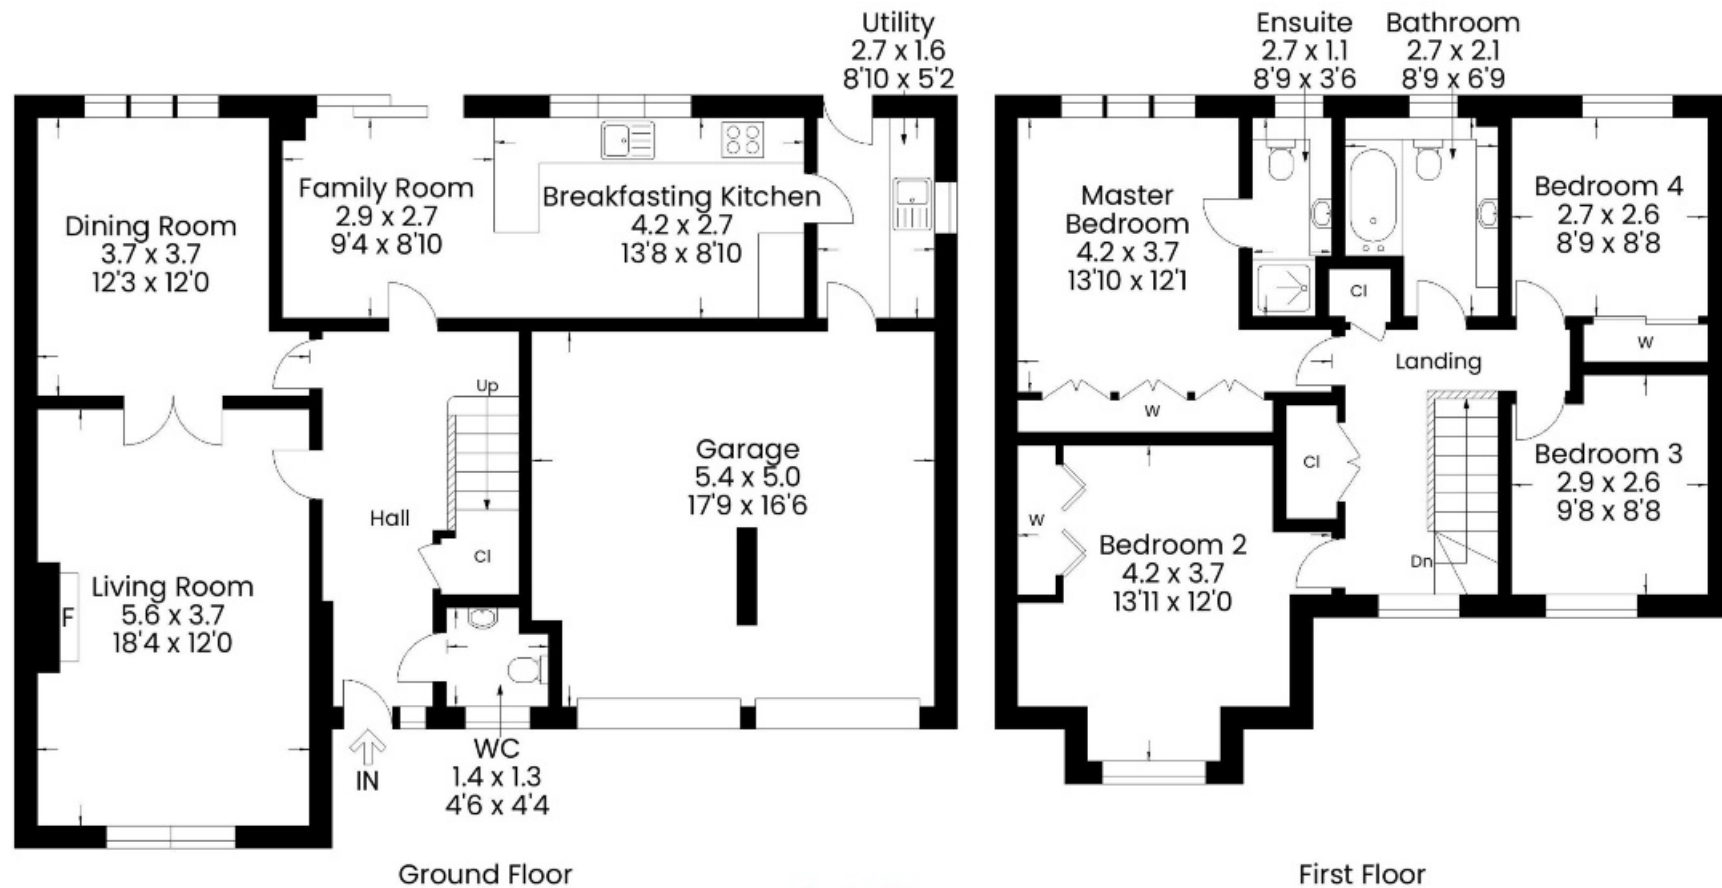 Utility
2.7 x 1.6
8'10 x 5'2
Family Room
2.9 x 2.7
9'4 x 8'10
Breakfasting Kitchen
4.2 x 2.7
13'8 x 8'10
Dining Room
3.7 x 3.7
12'3 x 12'0
Up
Garage
5.4 x 5.0
17'9 x 16'6
Hall
Cl
Living Room
5.6 x 3.7
18'4 x 12'0
F
WC
1.4 x 1.3
4'6 x 4'4
IN
Ground Floor
Ensuite
2.7 x 1.1
8'9 x 3'6
Bathroom
2.7 x 2.1
8'9 x 6'9
Master
Bedroom
4.2 x 3.7
13'10 x 12'1
Bedroom 4
2.7 x 2.6
8'9 x 8'8
Cl
W
Landing
W
Cl
Bedroom 3
2.9 x 2.6
9'8 x 8'8
W
Bedroom 2
4.2 x 3.7
13'11 x 12'0
Dn
First Floor